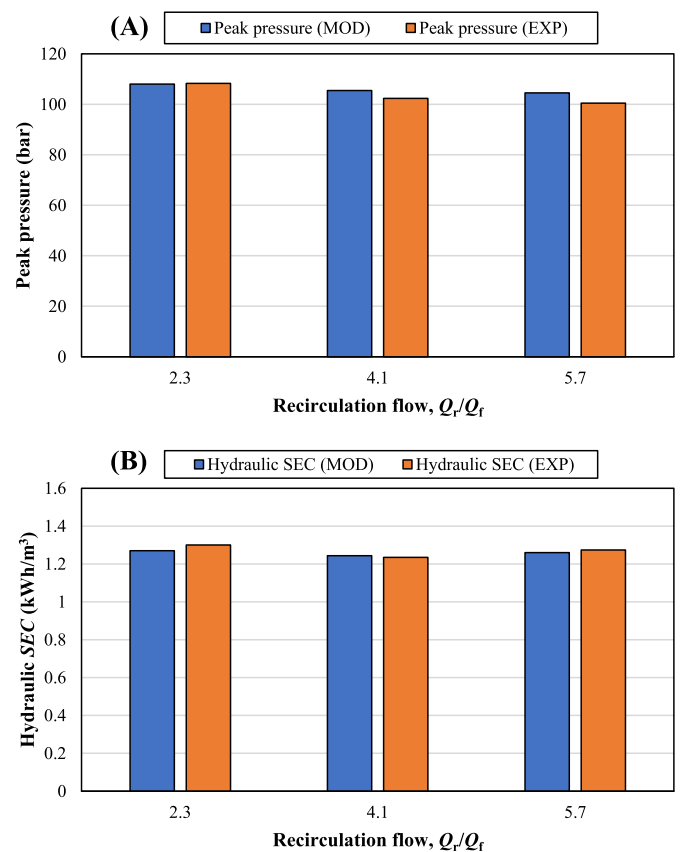 (A)
Peak pressure (MOD) Peak pressure (EXP)
120
100
80
60
40
20
0
Peak pressure (bar)
2.3 4.1 5.7
Recirculation flow, Qr/Qf
(B)
Hydraulic SEC (MOD) Hydraulic SEC (EXP)
1.6
1.4
1.2
1
0.8
0.6
0.4
0.2
0
Hydraulic SEC (kWh/m³)
2.3 4.1 5.7
Recirculation flow, Qr/Qf